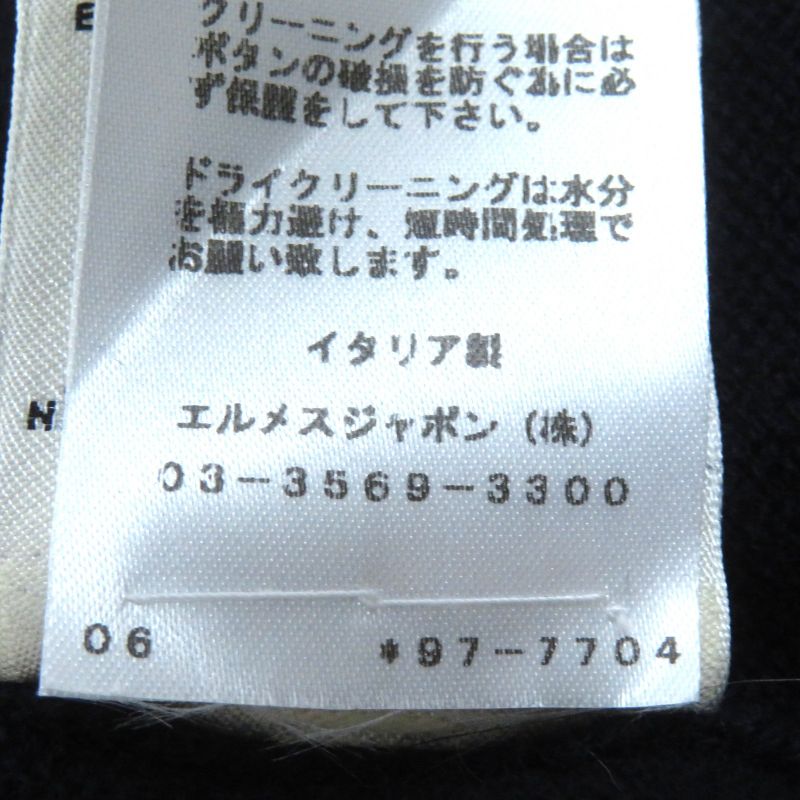 E
クリーニングを行う場合は
ボタンの破損を防ぐ為に必
ず保護をして下さい。
ドライクリーニングは水分
を極力避け、短時間処理で
お願い致します。
イタリア製
N
エルメスジャポン(株)
03-3569-3300
06 *97-7704